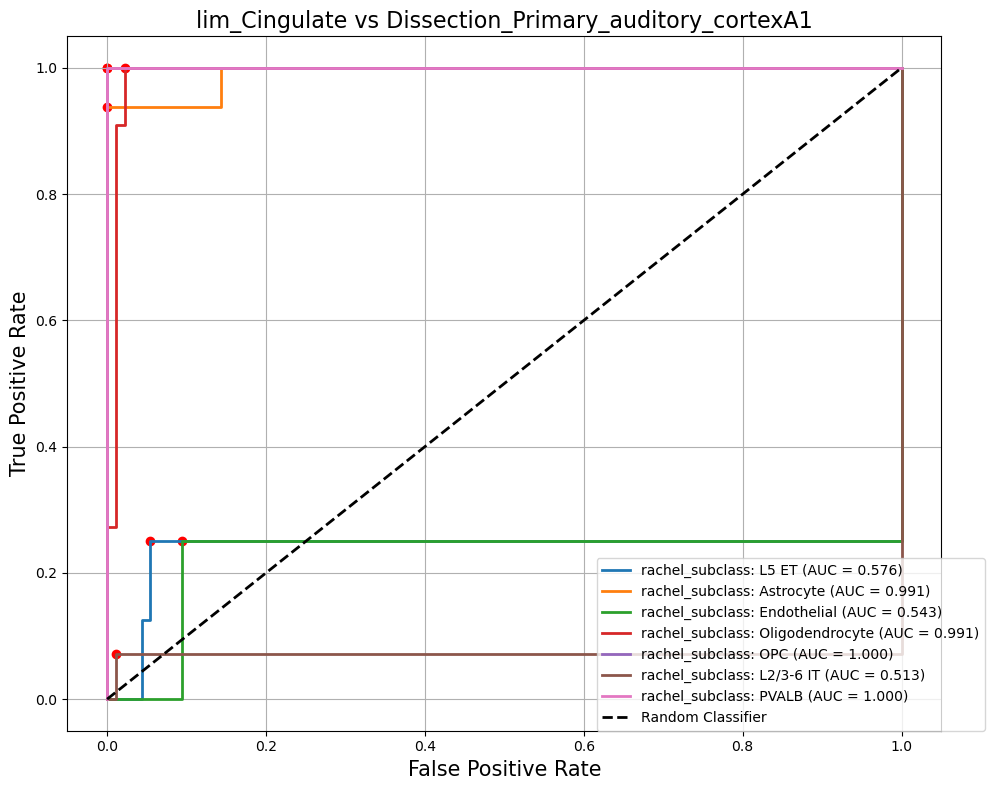 lim_Cingulate vs Dissection_Primary_auditory_cortexA1
True Positive Rate
1.0
0.8
0.6
0.4
0.2
0.0
rachel_subclass: L5 ET (AUC = 0.576)
rachel_subclass: Astrocyte (AUC = 0.991)
rachel_subclass: Endothelial (AUC = 0.543)
rachel_subclass: Oligodendrocyte (AUC = 0.991)
rachel_subclass: OPC (AUC = 1.000)
rachel_subclass: L2/3-6 IT (AUC = 0.513)
rachel_subclass: PVALB (AUC = 1.000)
Random Classifier
0.0 0.2 0.4 0.6 0.8 1.0
False Positive Rate